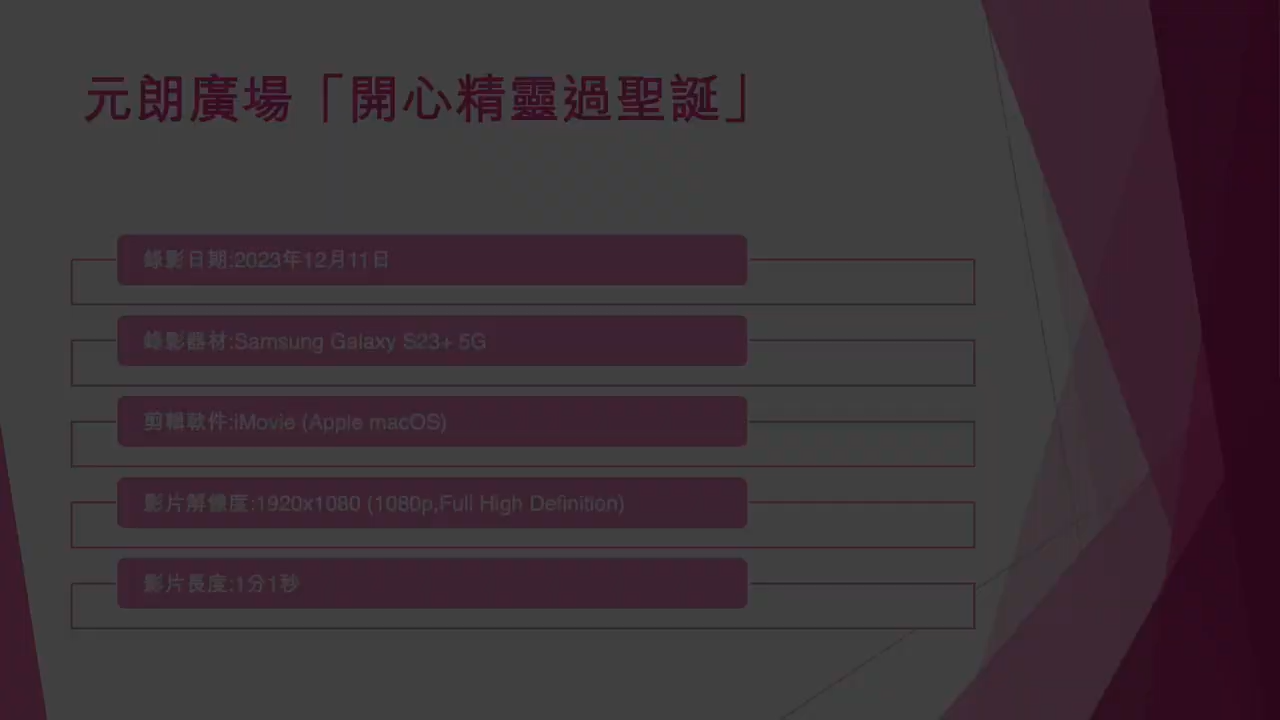 元朗廣場「開心精靈過聖誕」
錄影日期:2023年12月11日
錄影器材:Samsung Galaxy S23+ 5G
剪輯軟件:iMovie (Apple macOS)
影片解像度:1920x1080 (1080p,Full High Definition)
影片長度:1分1秒